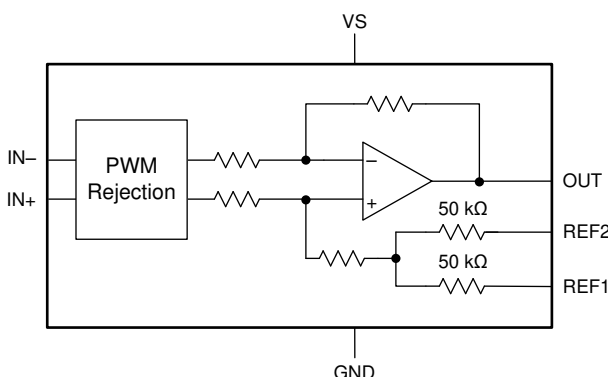 VS
IN–
IN+
PWM
Rejection
–
+
OUT
50 kΩ
REF2
50 kΩ
REF1
GND